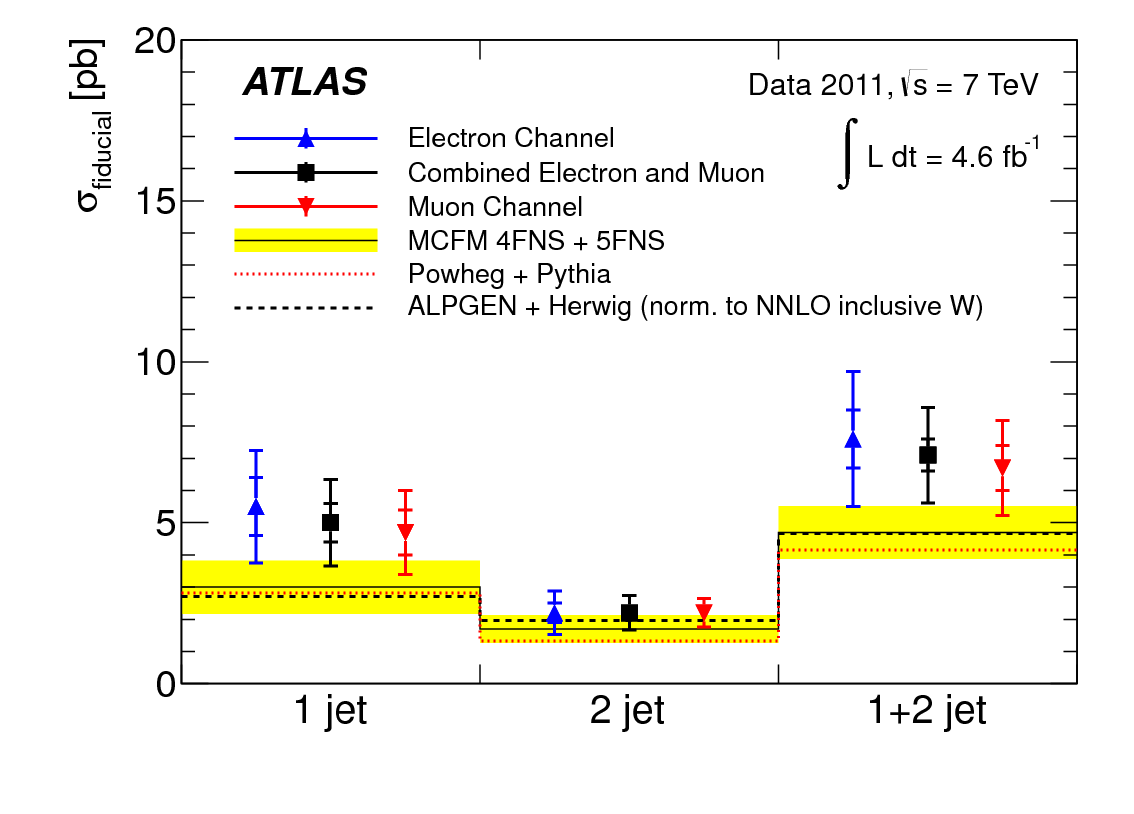 σfiducial [pb]
20
15
10
5
0
ATLAS
Data 2011, √s = 7 TeV
∫ L dt = 4.6 fb⁻¹
Electron Channel
Combined Electron and Muon
Muon Channel
MCFM 4FNS + 5FNS
Powheg + Pythia
ALPGEN + Herwig (norm. to NNLO inclusive W)
1 jet
2 jet
1+2 jet